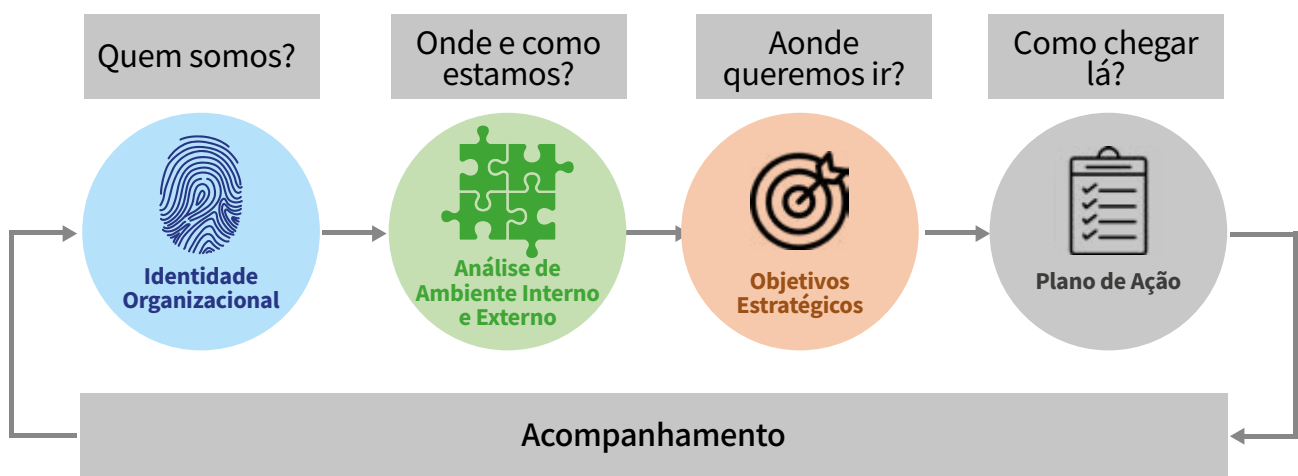 Quem somos?
Onde e como
estamos?
Aonde
queremos ir?
Como chegar
lá?
Identidade
Organizacional
Análise de
Ambiente Interno
e Externo
Objetivos
Estratégicos
Plano de Ação
Acompanhamento